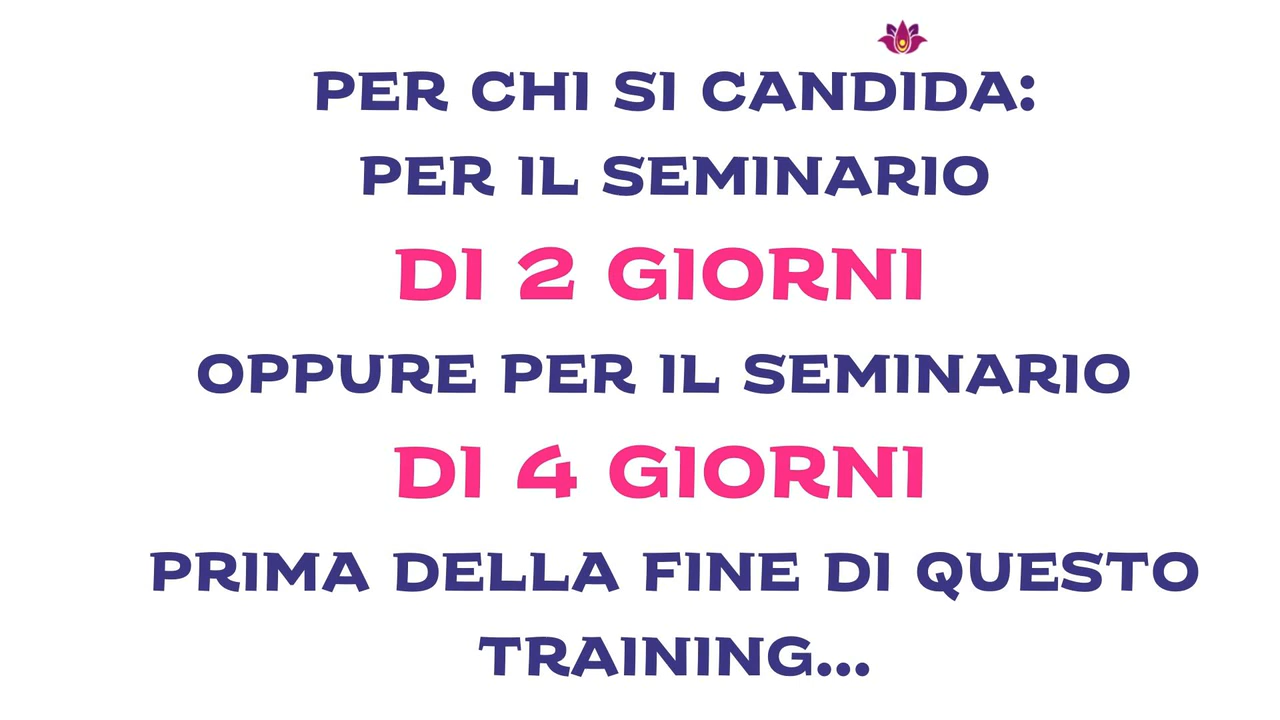 PER CHI SI CANDIDA:
PER IL SEMINARIO
DI 2 GIORNI
OPPURE PER IL SEMINARIO
DI 4 GIORNI
PRIMA DELLA FINE DI QUESTO
TRAINING...